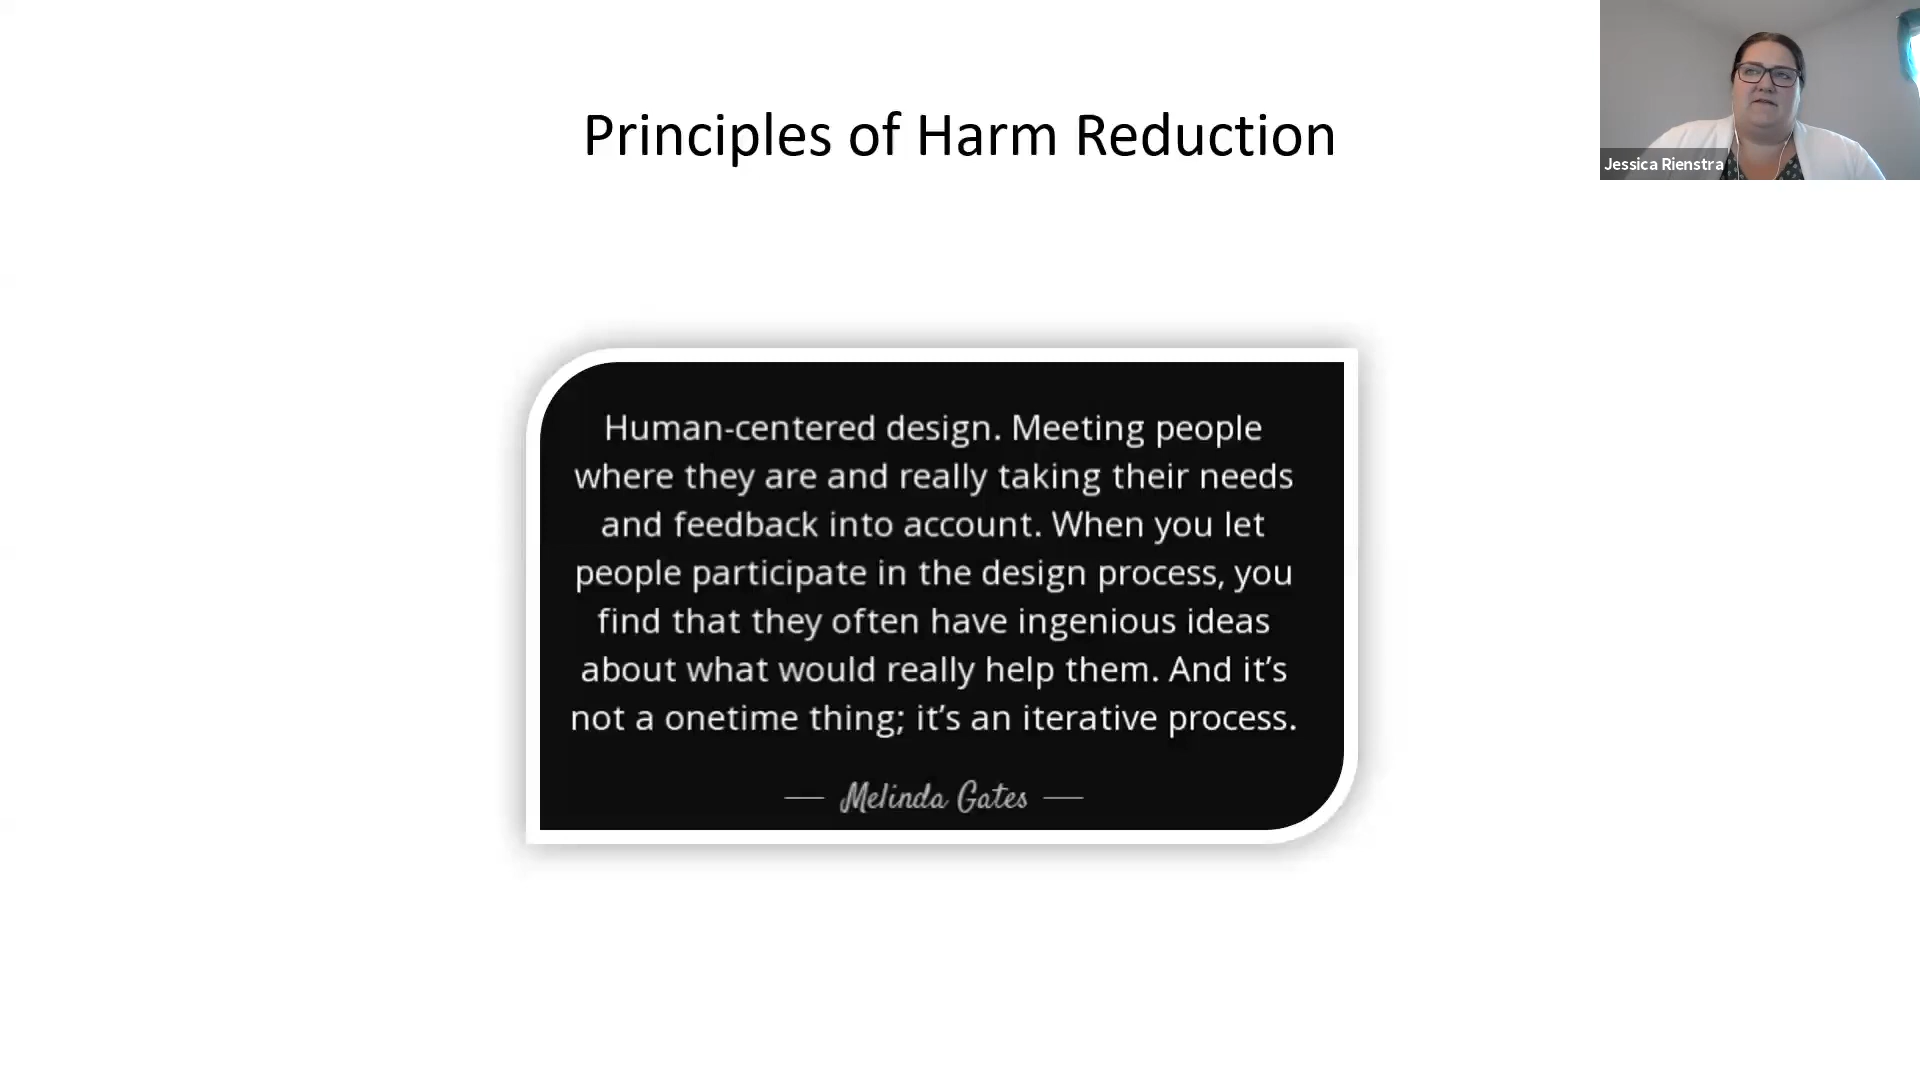 Principles of Harm Reduction
Jessica Rienstra
Human-centered design. Meeting people
where they are and really taking their needs
and feedback into account. When you let
people participate in the design process, you
find that they often have ingenious ideas
about what would really help them. And it’s
not a onetime thing; it’s an iterative process.
Melinda Gates